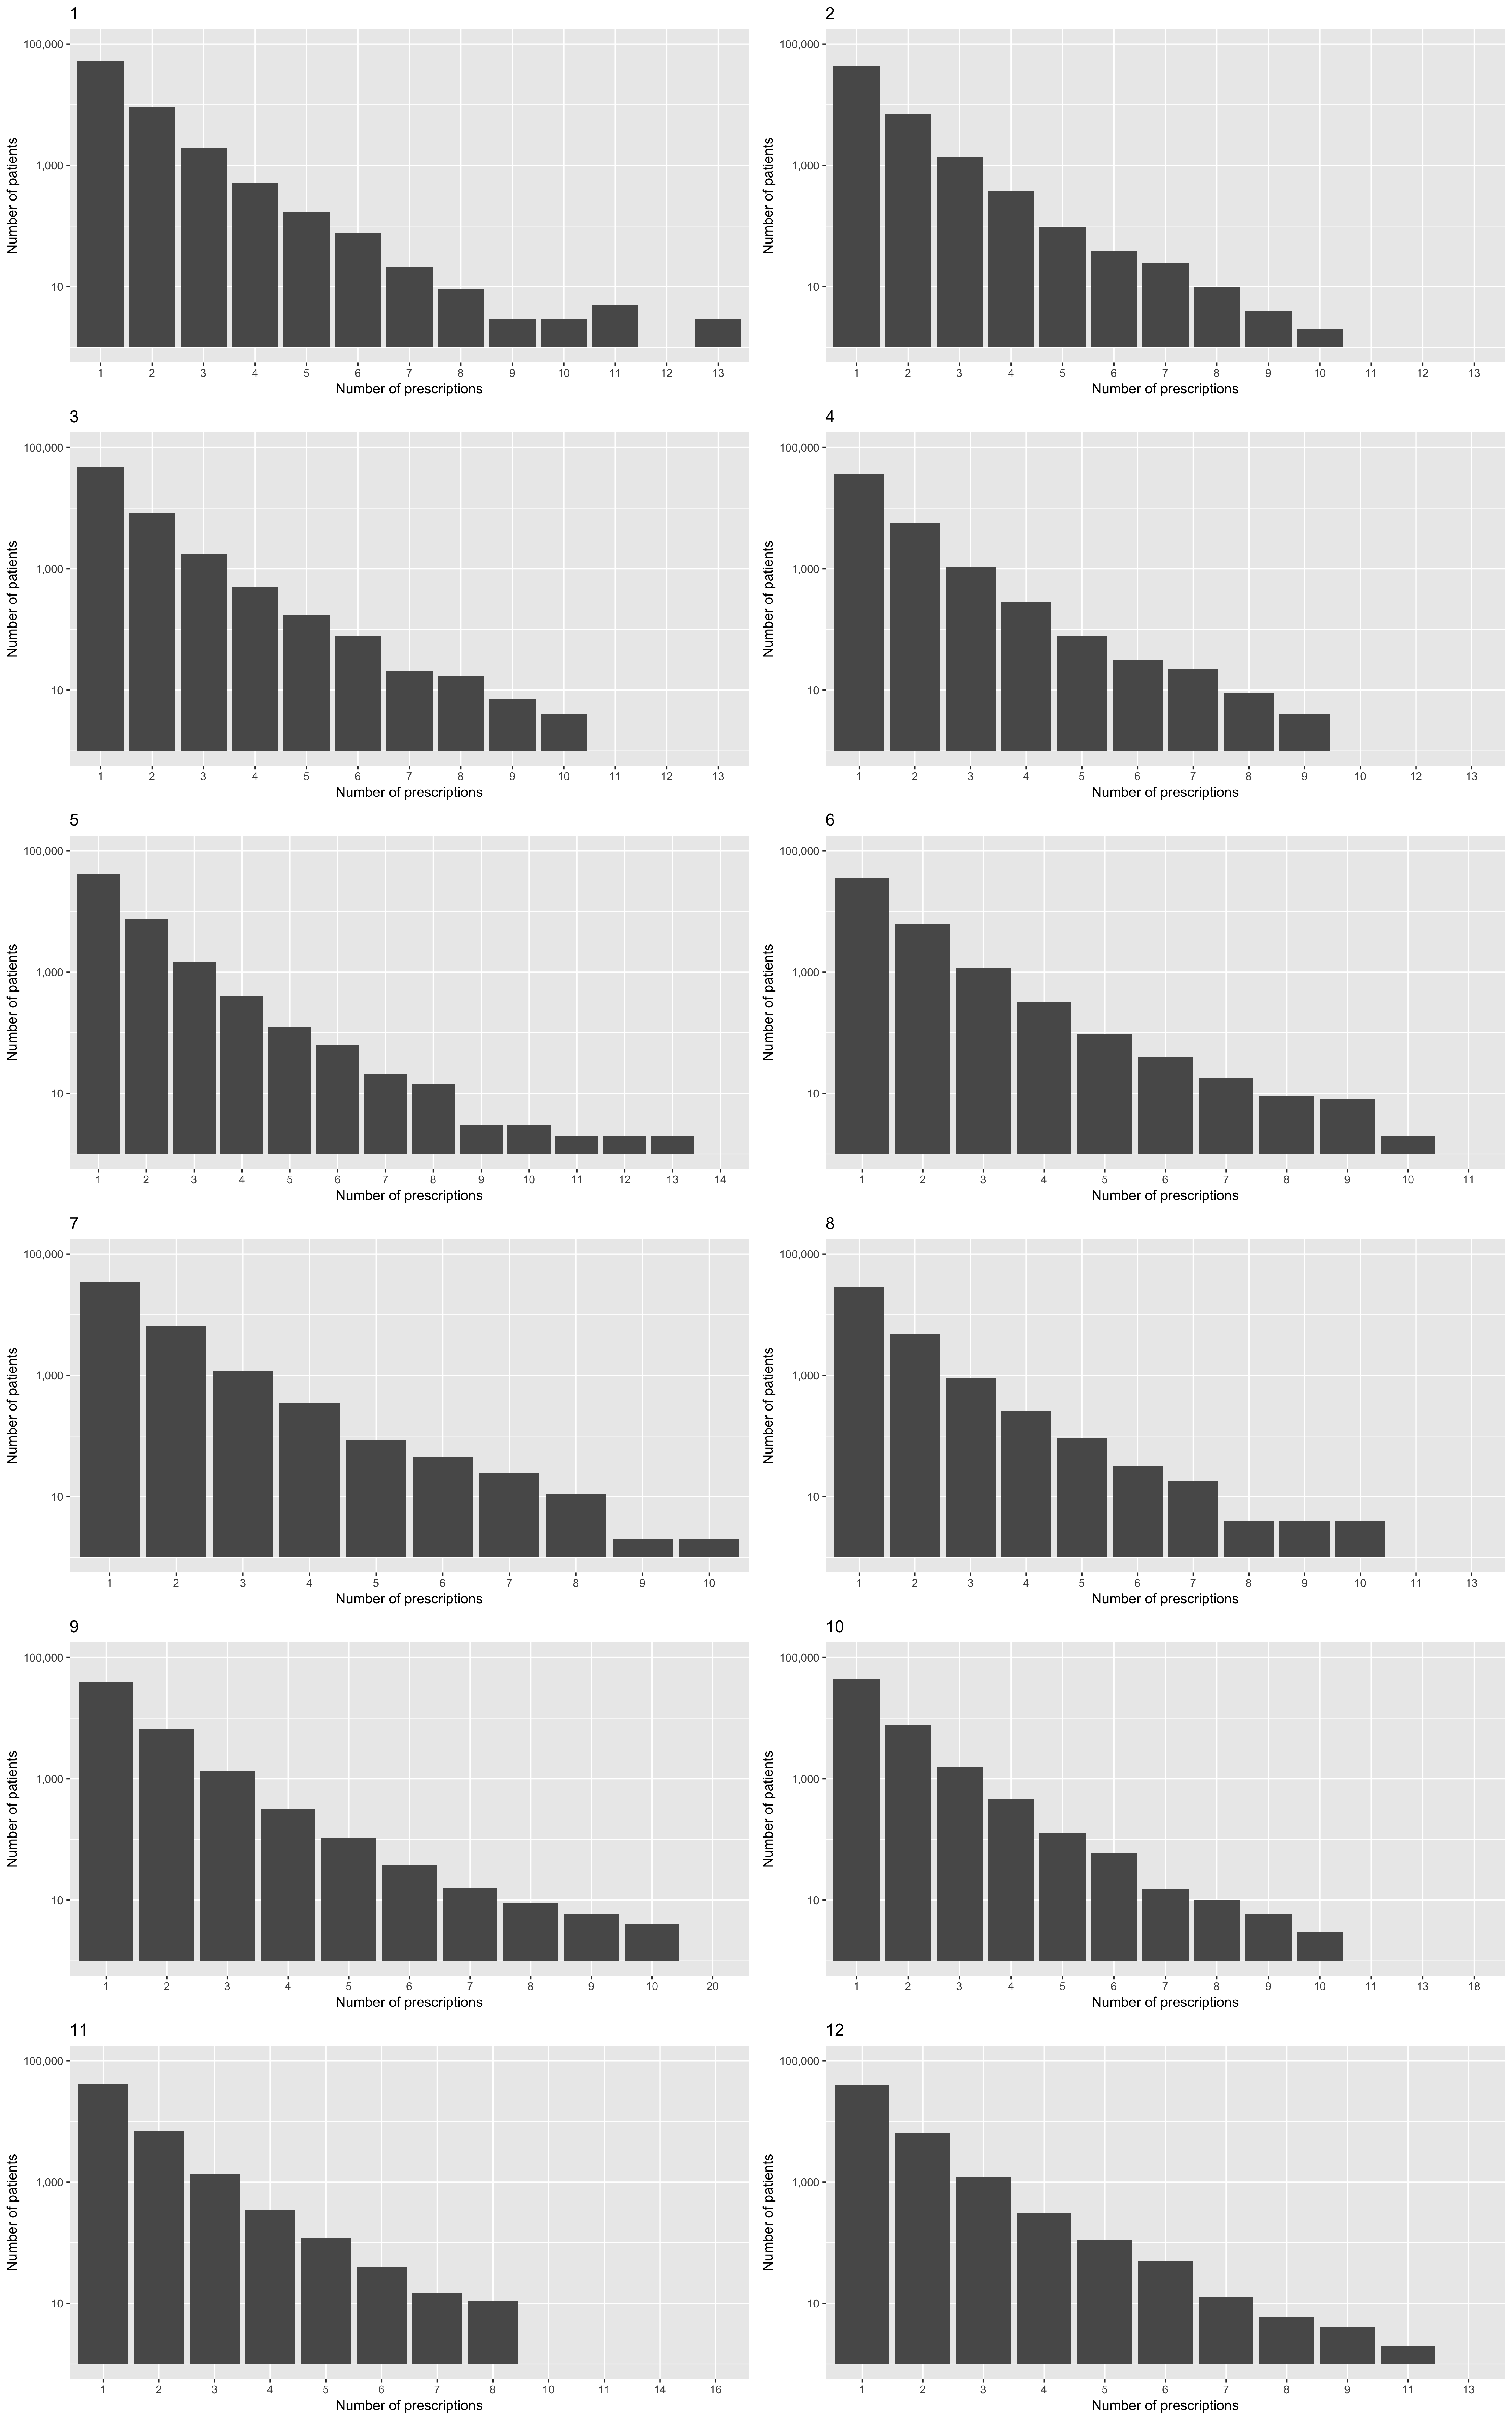 1
Number of patients
100,000
1,000
10
1 2 3 4 5 6 7 8 9 10 11 12 13
Number of prescriptions
2
Number of patients
100,000
1,000
10
1 2 3 4 5 6 7 8 9 10 11 12 13
Number of prescriptions
3
Number of patients
100,000
1,000
10
1 2 3 4 5 6 7 8 9 10 11 12 13
Number of prescriptions
4
Number of patients
100,000
1,000
10
1 2 3 4 5 6 7 8 9 10 12 13
Number of prescriptions
5
Number of patients
100,000
1,000
10
1 2 3 4 5 6 7 8 9 10 11 12 13 14
Number of prescriptions
6
Number of patients
100,000
1,000
10
1 2 3 4 5 6 7 8 9 10 11
Number of prescriptions
7
Number of patients
100,000
1,000
10
1 2 3 4 5 6 7 8 9 10
Number of prescriptions
8
Number of patients
100,000
1,000
10
1 2 3 4 5 6 7 8 9 10 11 13
Number of prescriptions
9
Number of patients
100,000
1,000
10
1 2 3 4 5 6 7 8 9 10 20
Number of prescriptions
10
Number of patients
100,000
1,000
10
1 2 3 4 5 6 7 8 9 10 11 13 18
Number of prescriptions
11
Number of patients
100,000
1,000
10
1 2 3 4 5 6 7 8 10 11 14 16
Number of prescriptions
12
Number of patients
100,000
1,000
10
1 2 3 4 5 6 7 8 9 11 13
Number of prescriptions